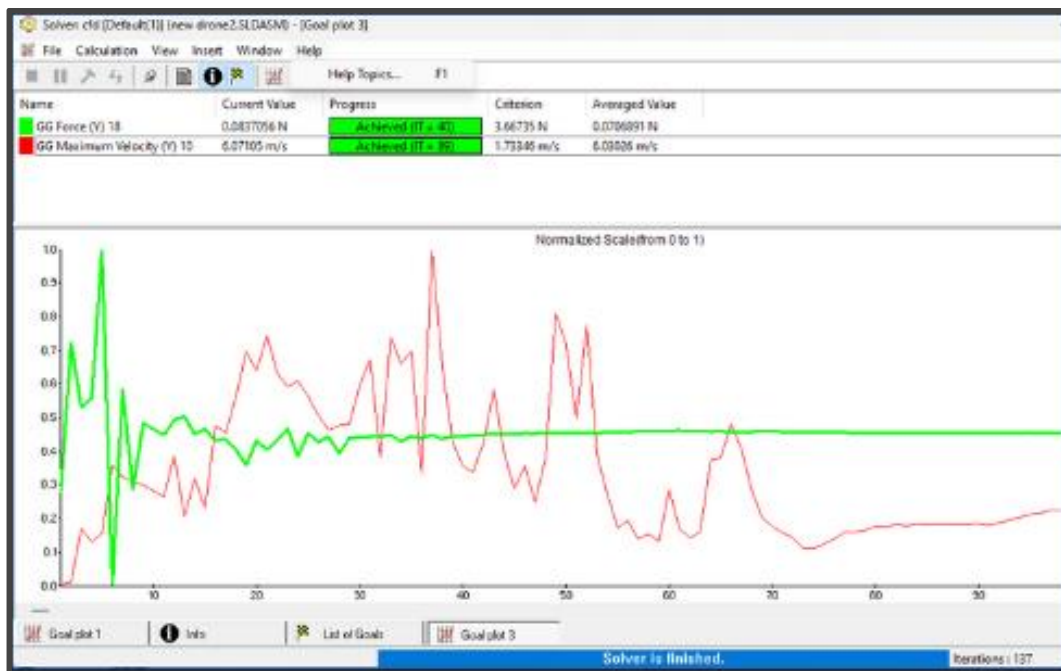 Solver: cfd [Default(1)] (new drone2.SLDASM) - [Goal plot 3]
File Calculation View Insert Window Help
Help Topics... F1
Name Current Value Progress Criterion Averaged Value
GG Force (Y) 18 0.0837056 N Achieved (IT = 40) 3.66735 N 0.0706891 N
GG Maximum Velocity (Y) 10 6.07105 m/s Achieved (IT = 39) 1.73346 m/s 6.03026 m/s
Normalized Scale(from 0 to 1)
1.0
0.9
0.8
0.7
0.6
0.5
0.4
0.3
0.2
0.1
0.0
10 20 30 40 50 60 70 80 90
Goal plot 1 Info List of Goals Goal plot 3
Solver is finished. Iterations : 137